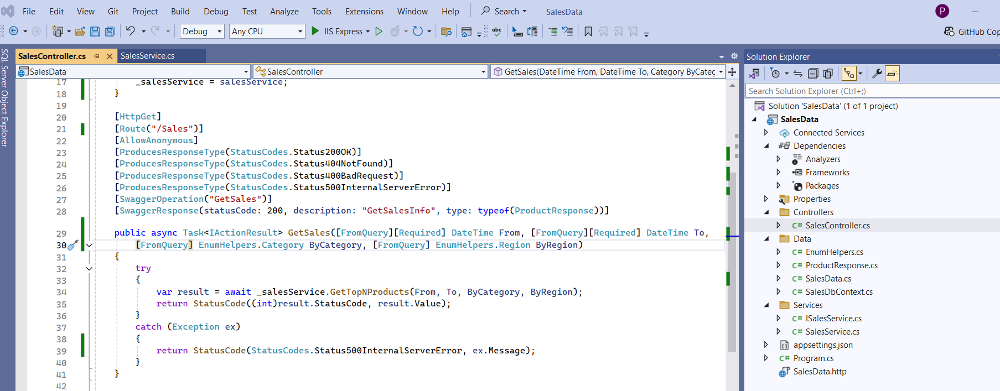 File Edit View Git Project Build Debug Test Analyze Tools Extensions Window Help Search SalesData P
Debug Any CPU IIS Express abc GitHub Cop
SQL Server Object Explorer
SalesController.cs SalesService.cs
SalesData SalesController GetSales(DateTime From, DateTime To, Category ByCateg
17 _salesService = salesService;
18 }
19
20 [HttpGet]
21 [Route("/Sales")]
22 [AllowAnonymous]
23 [ProducesResponseType(StatusCodes.Status200OK)]
24 [ProducesResponseType(StatusCodes.Status404NotFound)]
25 [ProducesResponseType(StatusCodes.Status400BadRequest)]
26 [ProducesResponseType(StatusCodes.Status500InternalServerError)]
27 [SwaggerOperation("GetSales")]
28 [SwaggerResponse(statusCode: 200, description: "GetSalesInfo", type: typeof(ProductResponse))]
29 public async Task<IActionResult> GetSales([FromQuery][Required] DateTime From, [FromQuery][Required] DateTime To,
30 [FromQuery] EnumHelpers.Category ByCategory, [FromQuery] EnumHelpers.Region ByRegion)
31 {
32 try
33 {
34 var result = await _salesService.GetTopNProducts(From, To, ByCategory, ByRegion);
35 return StatusCode((int)result.StatusCode, result.Value);
36 }
37 catch (Exception ex)
38 {
39 return StatusCode(StatusCodes.Status500InternalServerError, ex.Message);
40 }
41 }
42
Solution Explorer
Search Solution Explorer (Ctrl+;)
Solution 'SalesData' (1 of 1 project)
SalesData
Connected Services
Dependencies
Analyzers
Frameworks
Packages
Properties
Controllers
C# SalesController.cs
Data
C# EnumHelpers.cs
C# ProductResponse.cs
C# SalesData.cs
C# SalesDbContext.cs
Services
C# ISalesService.cs
C# SalesService.cs
appsettings.json
C# Program.cs
SalesData.http